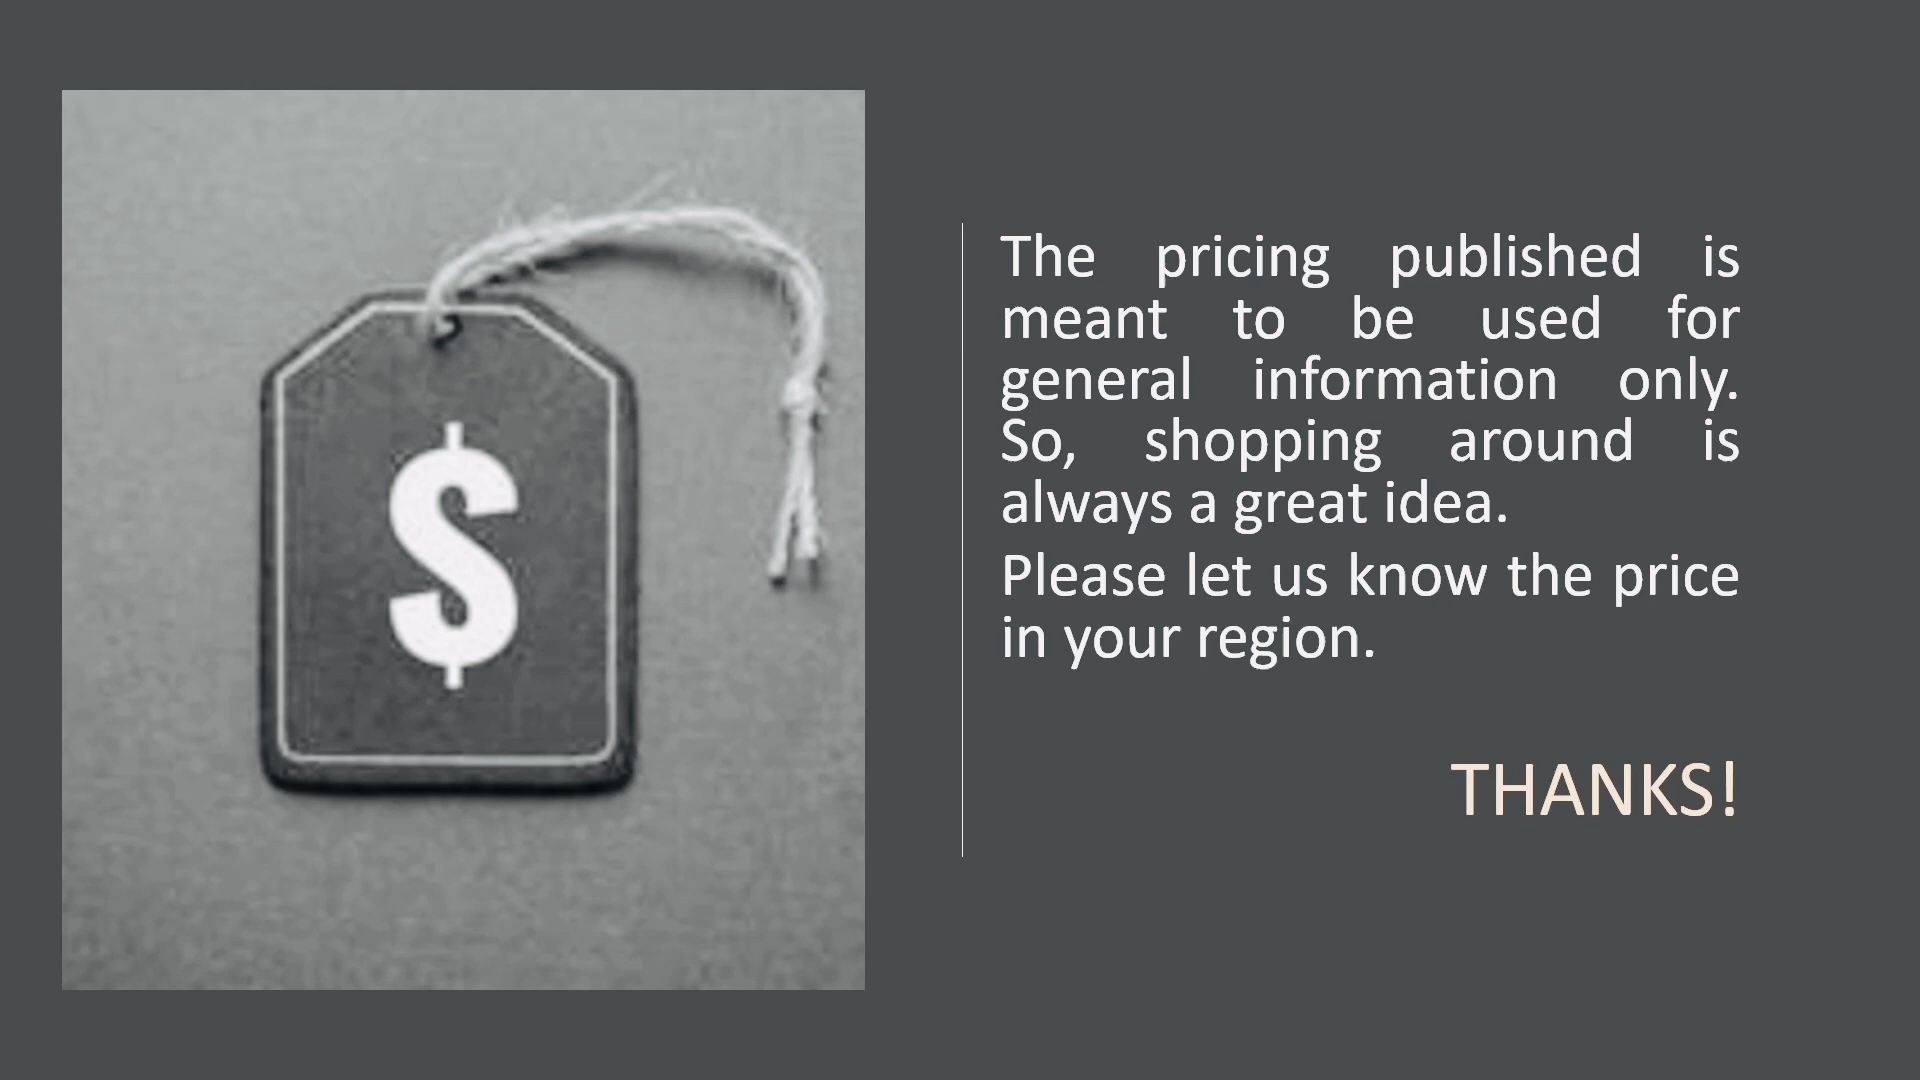 $
The pricing published is
meant to be used for
general information only.
So, shopping around is
always a great idea.
Please let us know the price
in your region.
THANKS!